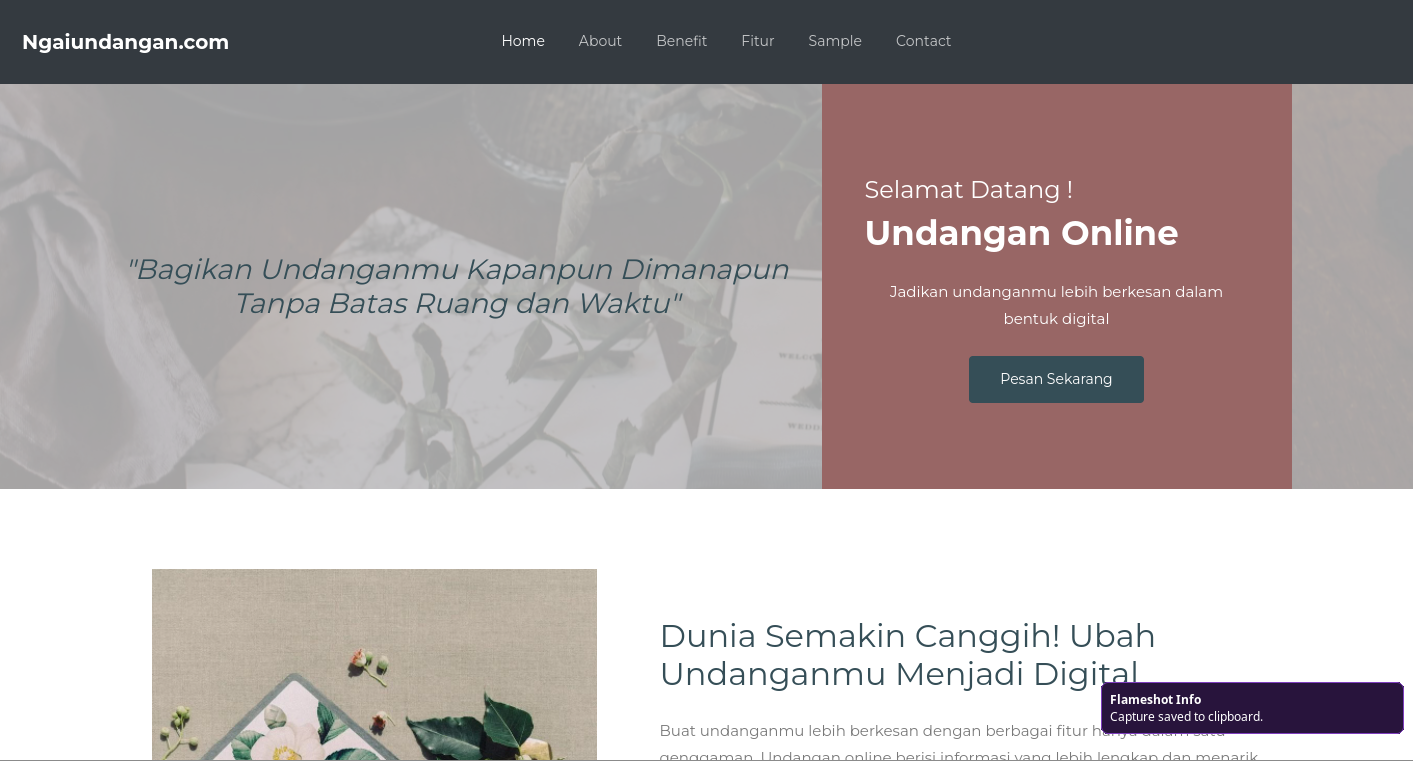 Ngaiundangan.com
Home About Benefit Fitur Sample Contact
"Bagikan Undanganmu Kapanpun Dimanapun
Tanpa Batas Ruang dan Waktu"
Selamat Datang !
Undangan Online
Jadikan undanganmu lebih berkesan dalam
bentuk digital
Pesan Sekarang
Dunia Semakin Canggih! Ubah
Undanganmu Menjadi Digital
Buat undanganmu lebih berkesan dengan berbagai fitur hanya dalam satu
genggaman. Undangan online berisi informasi yang lebih lengkap dan menarik
Flameshot Info
Capture saved to clipboard.